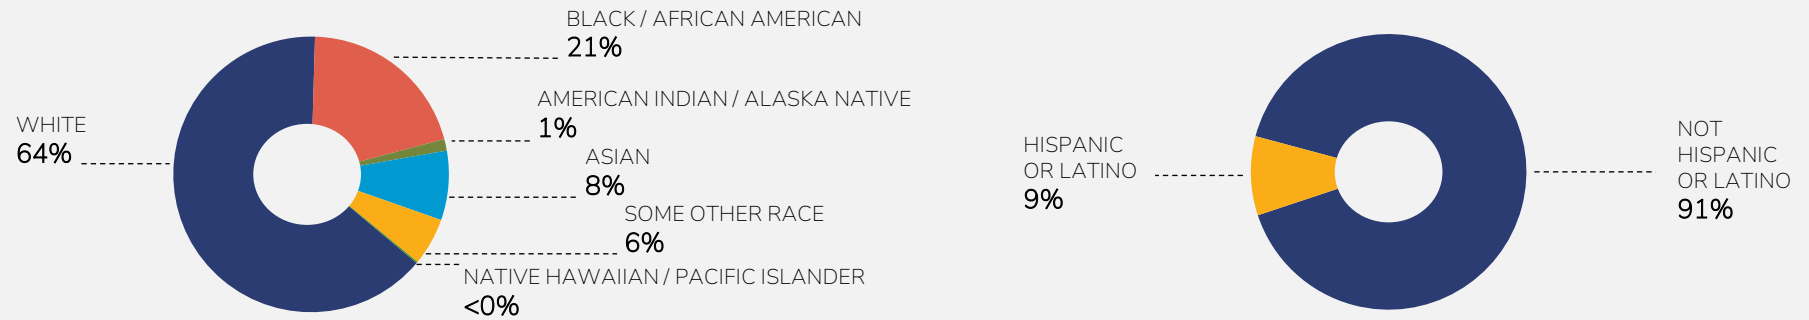 BLACK / AFRICAN AMERICAN
21%
AMERICAN INDIAN / ALASKA NATIVE
1%
WHITE
64%
ASIAN
8%
SOME OTHER RACE
6%
NATIVE HAWAIIAN / PACIFIC ISLANDER
<0%
HISPANIC
OR LATINO
9%
NOT
HISPANIC
OR LATINO
91%